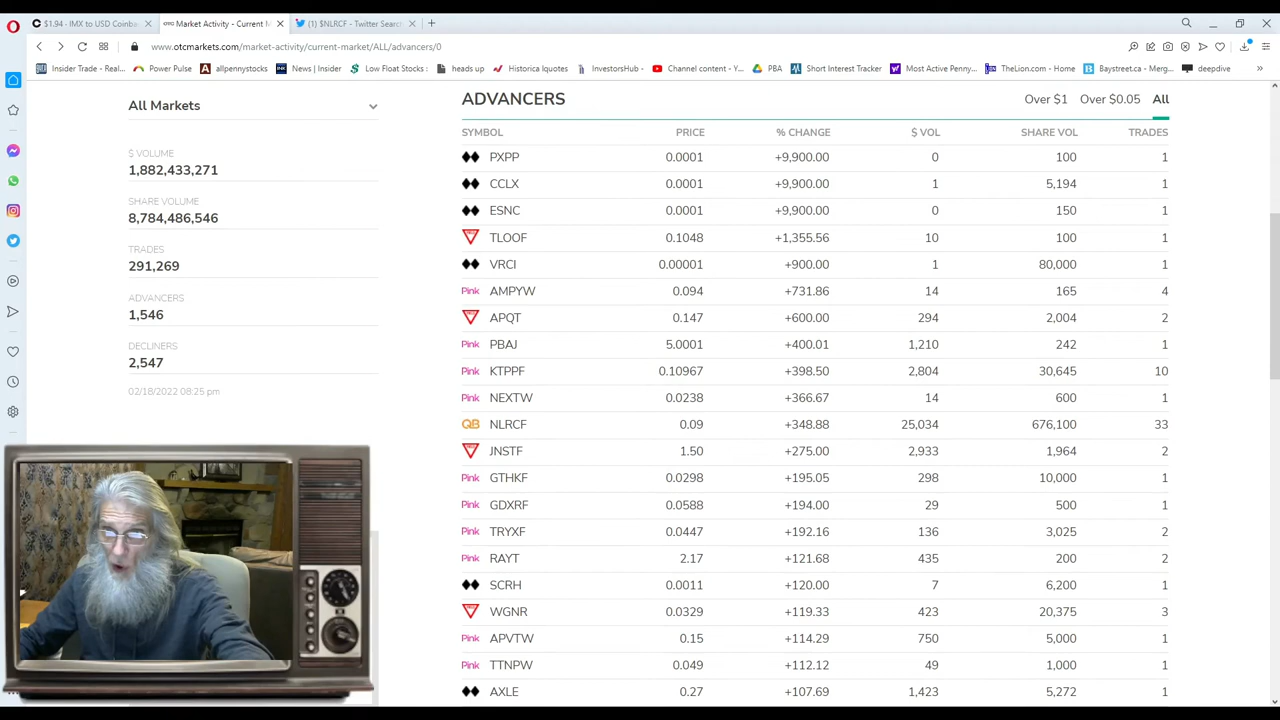 $1.94 - IMX to USD Coinba
Market Activity - Current M
(1) $NLRCF - Twitter Searc
www.otcmarkets.com/market-activity/current-market/ALL/advancers/0
Insider Trade - Real...
Power Pulse
allpennystocks
News | Insider
Low Float Stocks :
heads up
Historica Iquotes
InvestorsHub -
Channel content - Y...
PBA
Short Interest Tracker
Most Active Penny...
TheLion.com - Home
Baystreet.ca - Merg...
deepdive
»
All Markets
$ VOLUME
1,882,433,271
SHARE VOLUME
8,784,486,546
TRADES
291,269
ADVANCERS
1,546
DECLINERS
2,547
02/18/2022 08:25 pm
ADVANCERS Over $1 Over $0.05 All
SYMBOL PRICE % CHANGE $ VOL SHARE VOL TRADES
PXPP 0.0001 +9,900.00 0 100 1
CCLX 0.0001 +9,900.00 1 5,194 1
ESNC 0.0001 +9,900.00 0 150 1
TLOOF 0.1048 +1,355.56 10 100 1
VRCI 0.00001 +900.00 1 80,000 1
Pink AMPYW 0.094 +731.86 14 165 4
APQT 0.147 +600.00 294 2,004 2
Pink PBAJ 5.0001 +400.01 1,210 242 1
Pink KTPPF 0.10967 +398.50 2,804 30,645 10
Pink NEXTW 0.0238 +366.67 14 600 1
QB NLRCF 0.09 +348.88 25,034 676,100 33
JNSTF 1.50 +275.00 2,933 1,964 2
Pink GTHKF 0.0298 +195.05 298 10,000 1
Pink GDXRF 0.0588 +194.00 29 500 1
Pink TRYXF 0.0447 +192.16 136 3,025 2
Pink RAYT 2.17 +121.68 435 200 2
SCRH 0.0011 +120.00 7 6,200 1
WGNR 0.0329 +119.33 423 20,375 3
Pink APVTW 0.15 +114.29 750 5,000 1
Pink TTNPW 0.049 +112.12 49 1,000 1
AXLE 0.27 +107.69 1,423 5,272 1